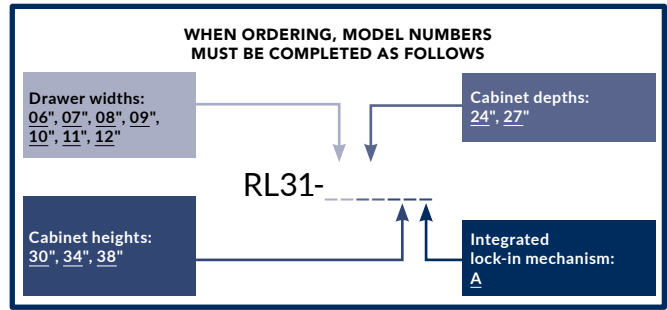 WHEN ORDERING, MODEL NUMBERS
MUST BE COMPLETED AS FOLLOWS
Drawer widths:
06", 07", 08", 09",
10", 11", 12"
Cabinet depths:
24", 27"
RL31-_ _ _ _ _ _ _
Cabinet heights:
30", 34", 38"
Integrated
lock-in mechanism:
A